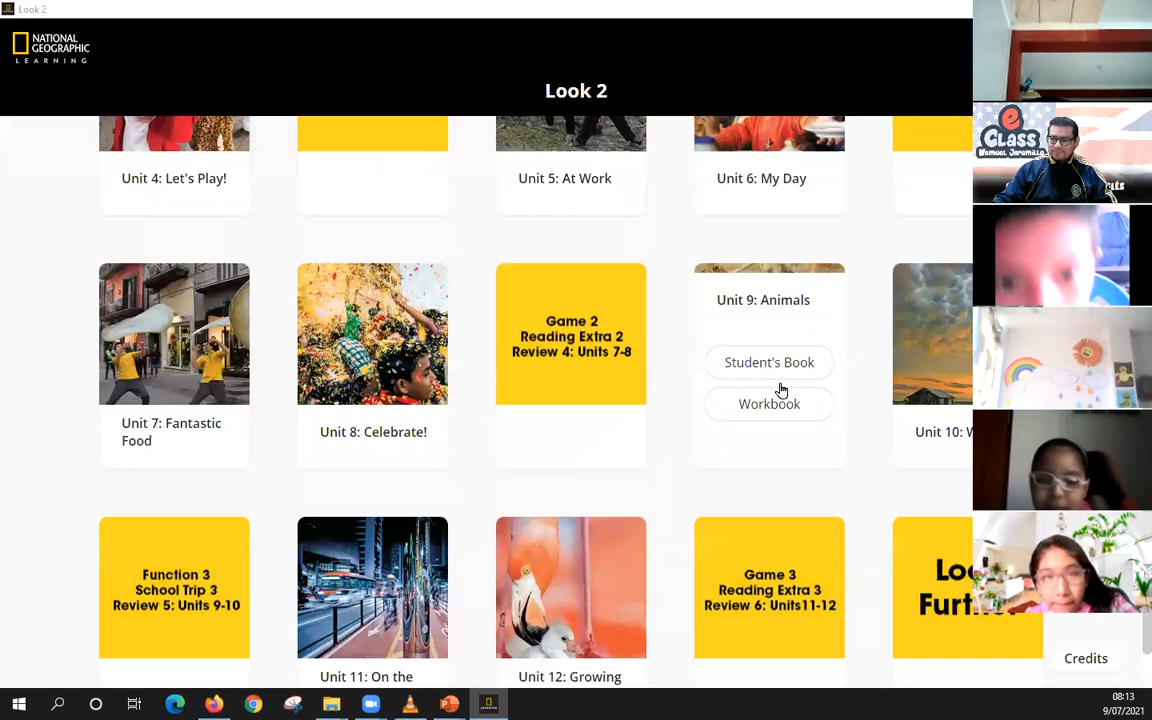 Look 2
NATIONAL
GEOGRAPHIC
LEARNING
Look 2
Unit 4: Let's Play!
Unit 5: At Work
Unit 6: My Day
Unit 7: Fantastic
Food
Unit 8: Celebrate!
Game 2
Reading Extra 2
Review 4: Units 7-8
Unit 9: Animals
Student's Book
Workbook
Unit 10:
Function 3
School Trip 3
Review 5: Units 9-10
Unit 11: On the
Unit 12: Growing
Game 3
Reading Extra 3
Review 6: Units11-12
Credits
e
Class
08:13
9/07/2021